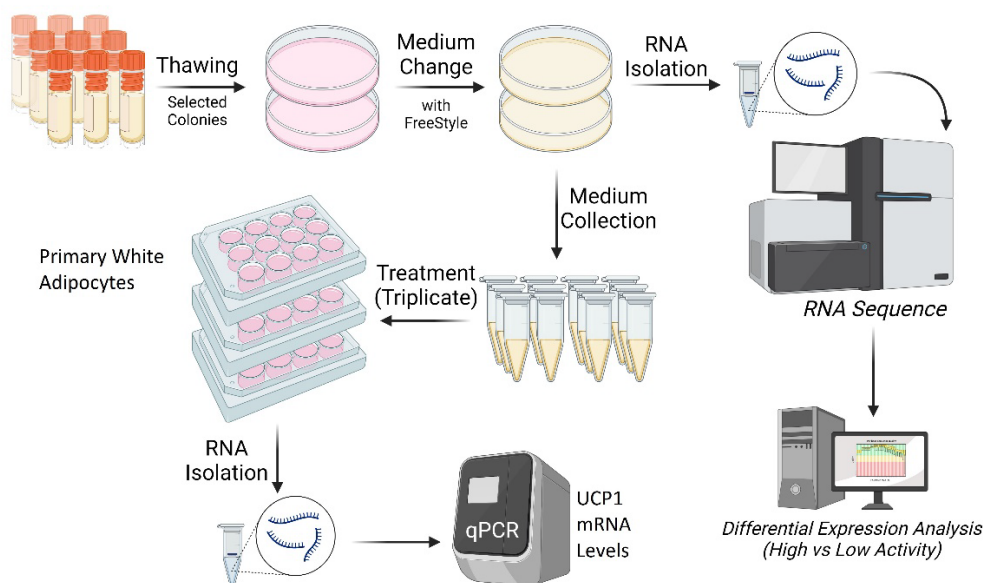 Thawing
Selected
Colonies
Medium
Change
with
FreeStyle
RNA
Isolation
RNA Sequence
Differential Expression Analysis
(High vs Low Activity)
Medium
Collection
Treatment
(Triplicate)
Primary White
Adipocytes
RNA
Isolation
qPCR
UCP1
mRNA
Levels